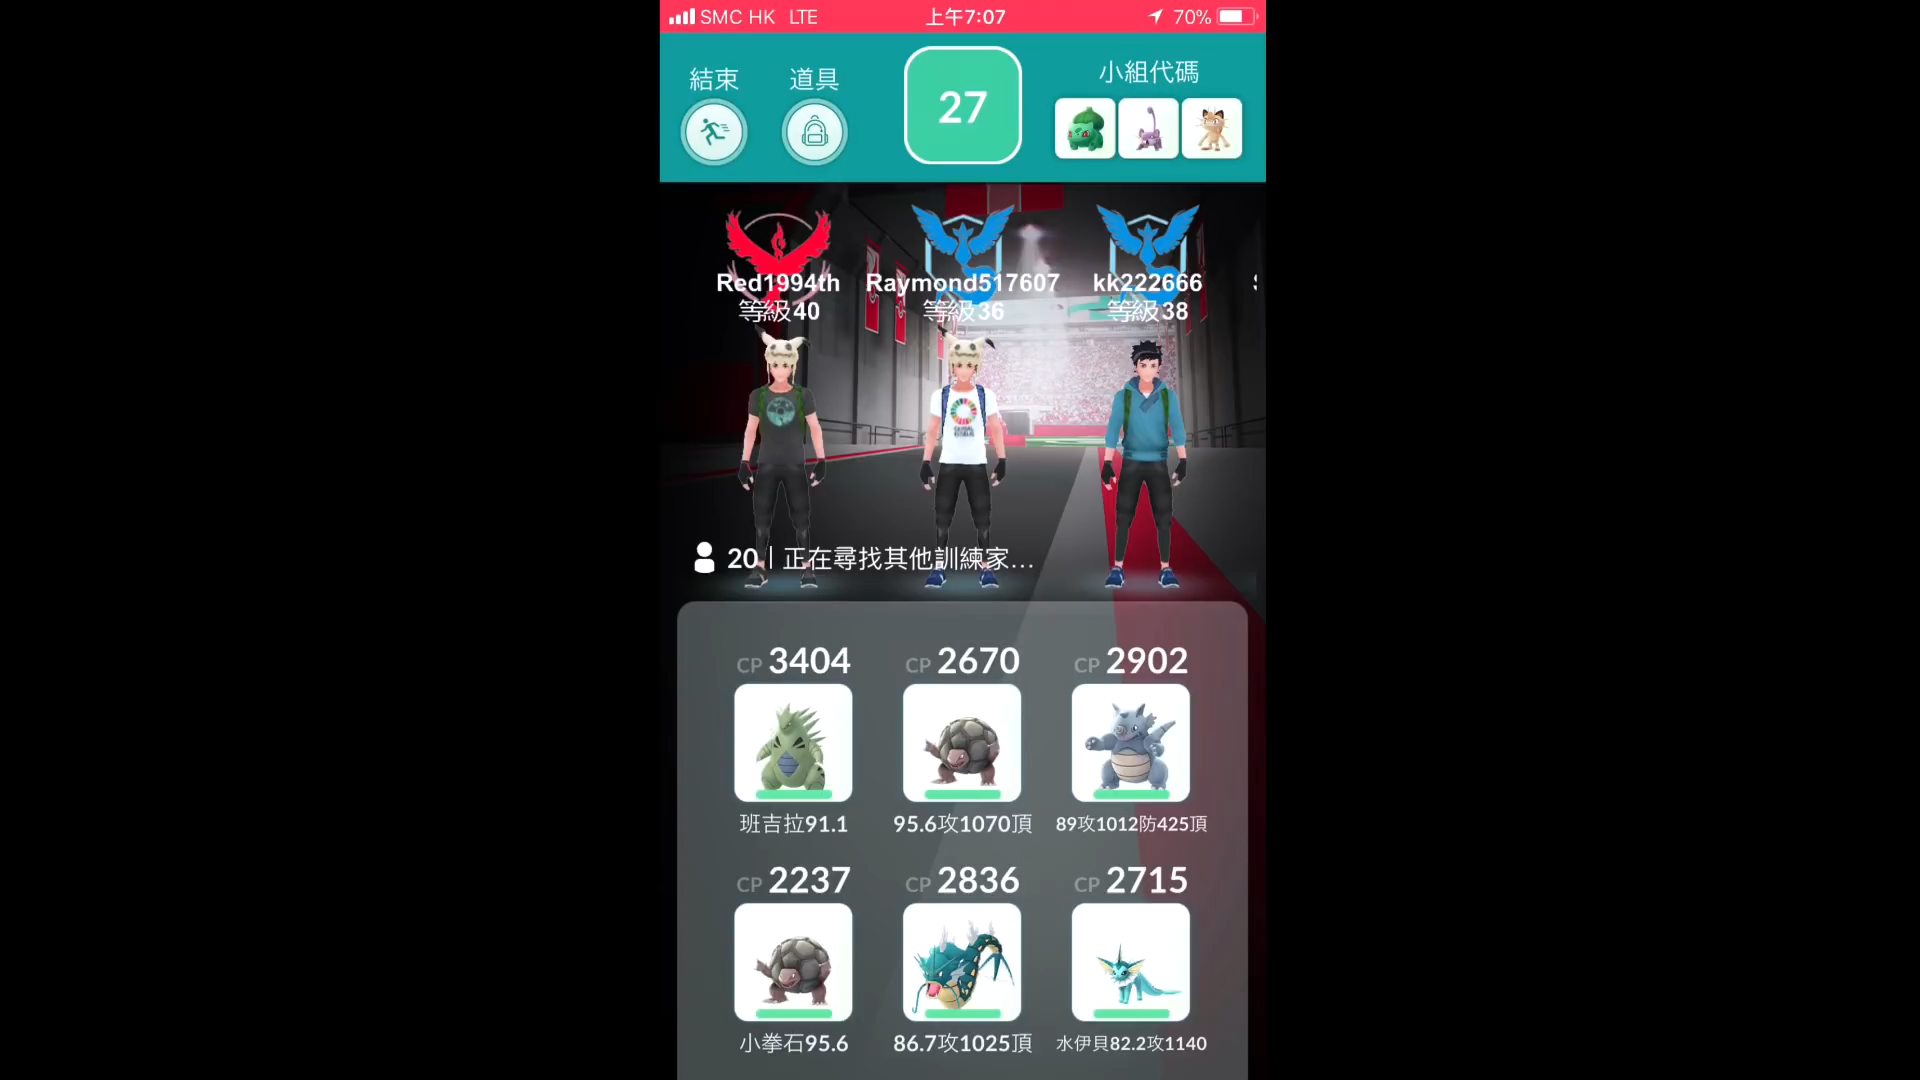 SMC HK LTE 上午7:07 70%
結束 道具 27 小組代碼
Red1994th Raymond517607 kk222666
等級40 等級36 等級38
20 | 正在尋找其他訓練家...
CP 3404 CP 2670 CP 2902
班吉拉91.1 95.6攻1070頂 89攻1012防425頂
CP 2237 CP 2836 CP 2715
小拳石95.6 86.7攻1025頂 水伊貝82.2攻1140